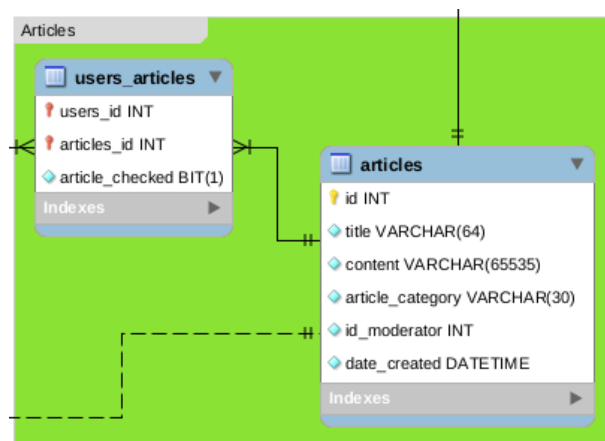 Articles
users_articles
users_id INT
articles_id INT
article_checked BIT(1)
Indexes
articles
id INT
title VARCHAR(64)
content VARCHAR(65535)
article_category VARCHAR(30)
id_moderator INT
date_created DATETIME
Indexes